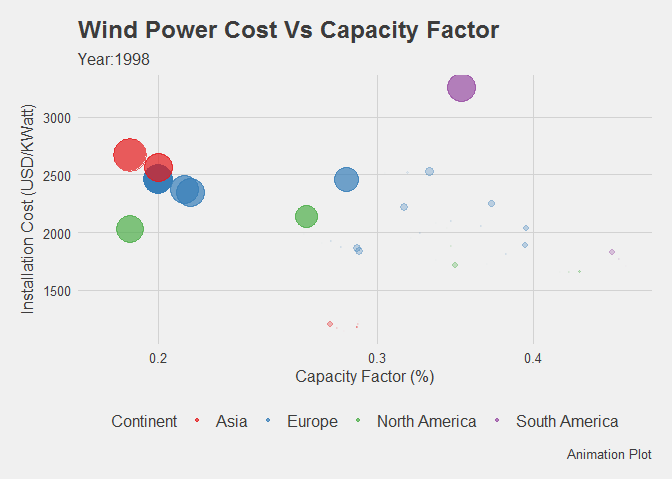 Wind Power Cost Vs Capacity Factor
Year:1998
Installation Cost (USD/KWatt)
3000
2500
2000
1500
0.2 0.3 0.4
Capacity Factor (%)
Continent Asia Europe North America South America
Animation Plot